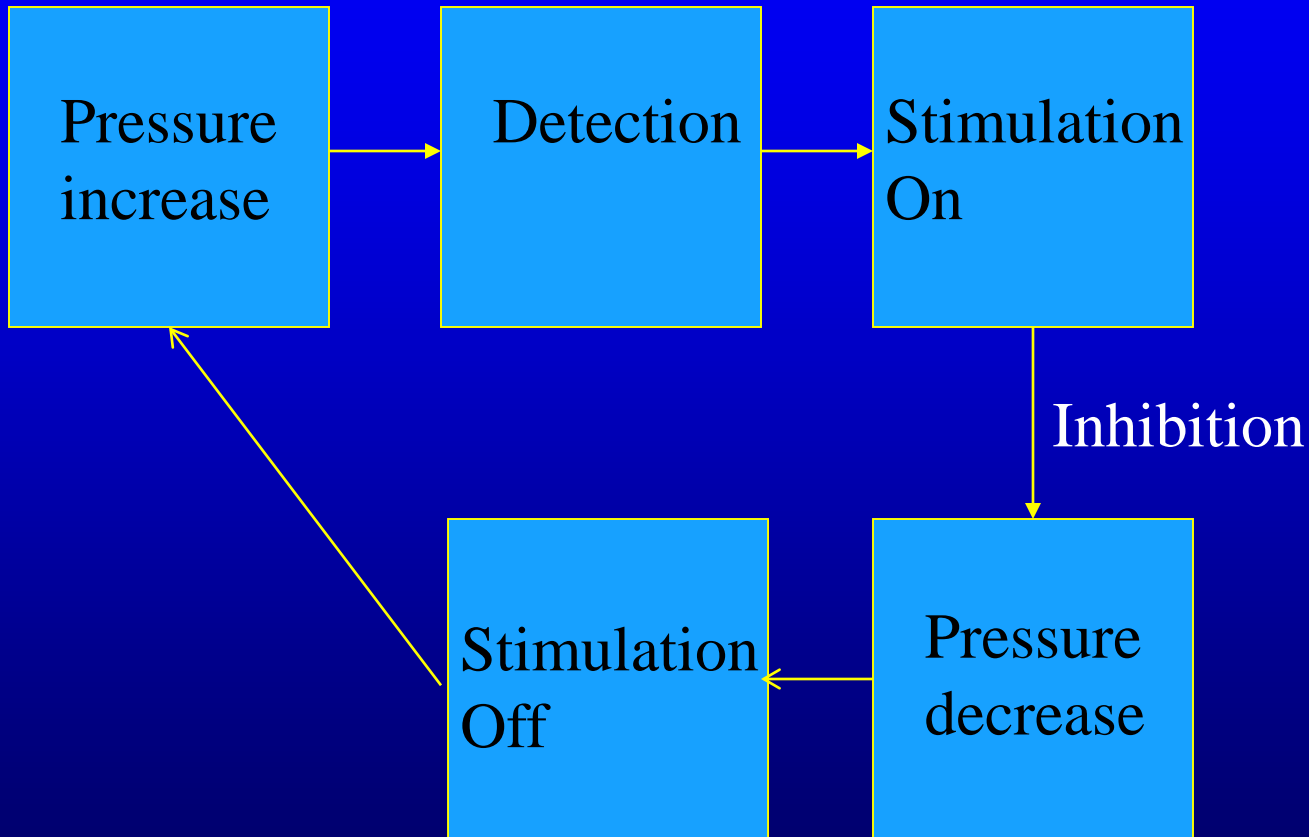 Pressure
increase
Detection
Stimulation
On
Inhibition
Pressure
decrease
Stimulation
Off